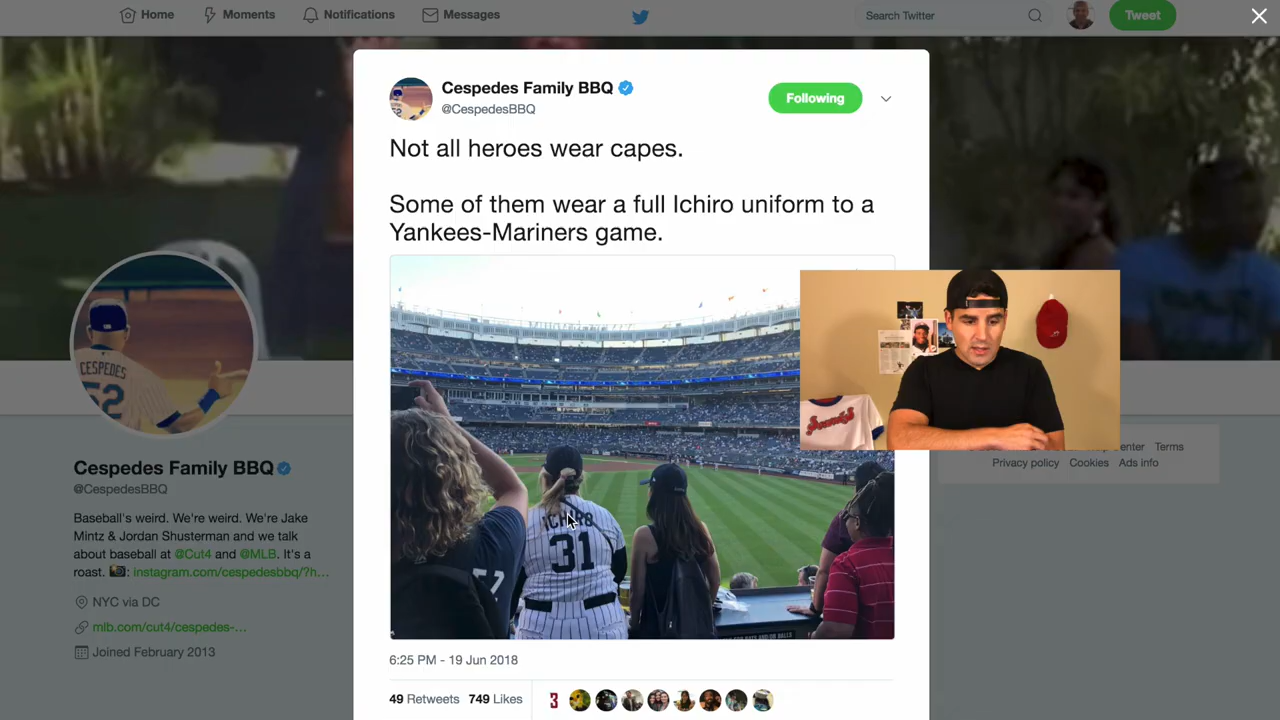 Home
Moments
Notifications
Messages
Search Twitter
Tweet
Cespedes Family BBQ
@CespedesBBQ
Following
Not all heroes wear capes.
Some of them wear a full Ichiro uniform to a
Yankees-Mariners game.
ICHIRO
31
57
6:25 PM - 19 Jun 2018
49 Retweets 749 Likes
3
CESPEDES
52
Cespedes Family BBQ
@CespedesBBQ
Baseball's weird. We're weird. We're Jake
Mintz & Jordan Shusterman and we talk
about baseball at @Cut4 and @MLB. It's a
roast. 📷: instagram.com/cespedesbbq/?h...
NYC via DC
mlb.com/cut4/cespedes-...
Joined February 2013
Terms
Privacy policy Cookies Ads info